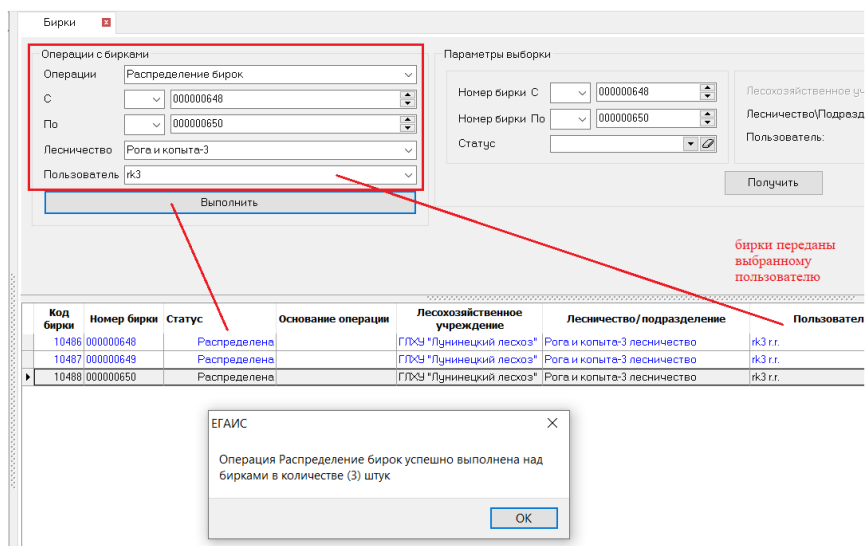 Бирки
Операции с бирками
Операции Распределение бирок
С 000000648
По 000000650
Лесничество Рога и копыта-3
Пользователь rk3
Выполнить
Параметры выборки
Номер бирки С 000000648
Номер бирки По 000000650
Статус
Лесохозяйственное уч
Лесничество\Подразд
Пользователь:
Получить
бирки переданы
выбранному
пользователю
Код бирки Номер бирки Статус Основание операции Лесохозяйственное учреждение Лесничество/подразделение Пользовател
10486 000000648 Распределена ГЛХУ "Лунинецкий лесхоз" Рога и копыта-3 лесничество rk3 r.r.
10487 000000649 Распределена ГЛХУ "Лунинецкий лесхоз" Рога и копыта-3 лесничество rk3 r.r.
10488 000000650 Распределена ГЛХУ "Лунинецкий лесхоз" Рога и копыта-3 лесничество rk3 r.r.
ЕГАИС
Операция Распределение бирок успешно выполнена над
бирками в количестве (3) штук
OK